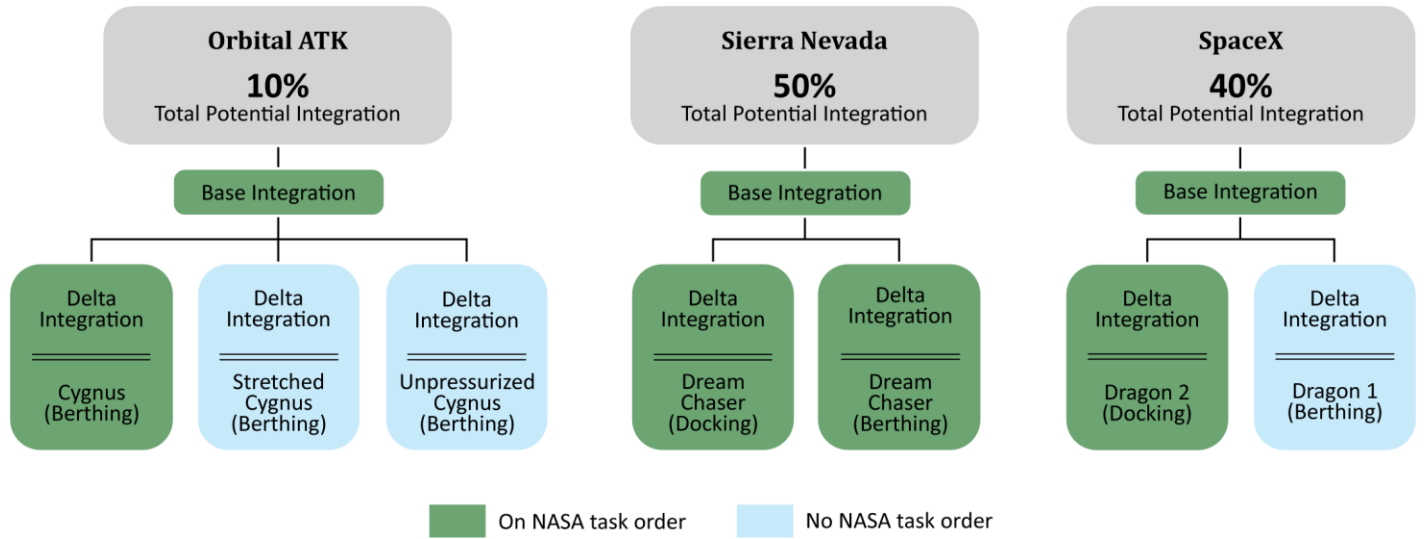 Orbital ATK
10%
Total Potential Integration
Base Integration
Delta
Integration
Cygnus
(Berthing)
Delta
Integration
Stretched
Cygnus
(Berthing)
Delta
Integration
Unpressurized
Cygnus
(Berthing)
Sierra Nevada
50%
Total Potential Integration
Base Integration
Delta
Integration
Dream
Chaser
(Docking)
Delta
Integration
Dream
Chaser
(Berthing)
SpaceX
40%
Total Potential Integration
Base Integration
Delta
Integration
Dragon 2
(Docking)
Delta
Integration
Dragon 1
(Berthing)
On NASA task order
No NASA task order